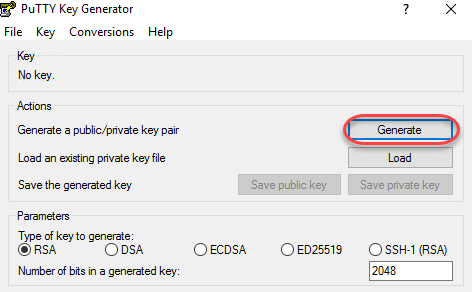 PuTTY Key Generator
File Key Conversions Help
Key
No key.
Actions
Generate a public/private key pair Generate
Load an existing private key file Load
Save the generated key Save public key Save private key
Parameters
Type of key to generate:
RSA DSA ECDSA ED25519 SSH-1 (RSA)
Number of bits in a generated key: 2048